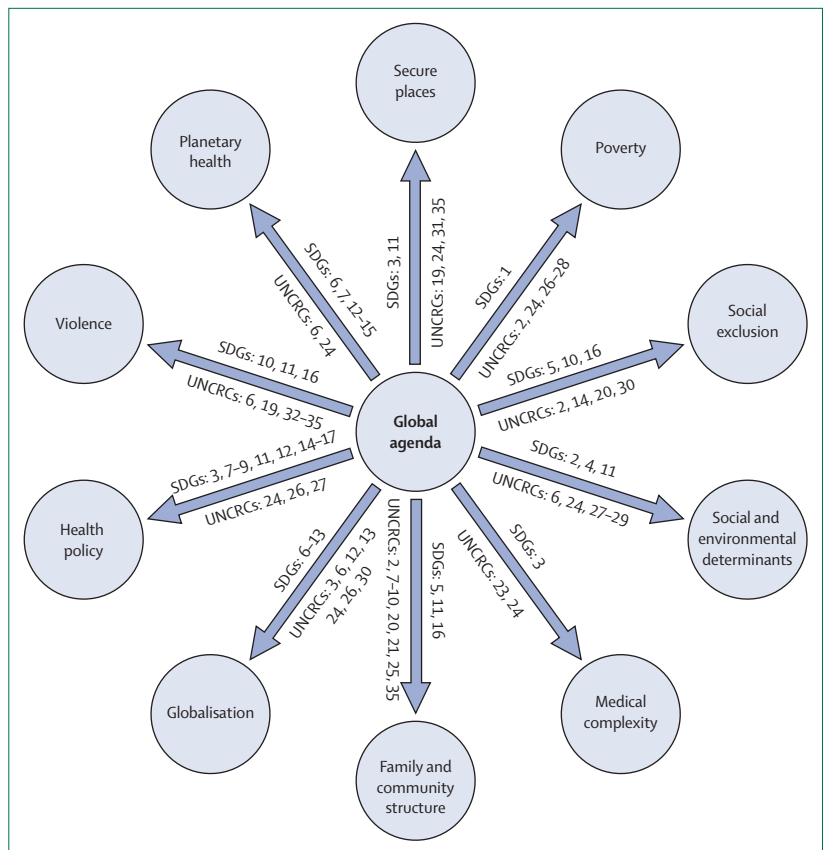 Secure
places
Planetary
health
Poverty
SDGs: 3, 11
UNCRCs: 19, 24, 31, 35
SDGs: 6, 7, 12–15
UNCRCs: 6, 24
SDGs: 1
UNCRCs: 2, 24, 26–28
Violence
Social
exclusion
SDGs: 10, 11, 16
UNCRCs: 6, 19, 32–35
SDGs: 5, 10, 16
UNCRCs: 2, 14, 20, 30
Global
agenda
SDGs: 3, 7–9, 11, 12, 14–17
UNCRCs: 24, 26, 27
SDGs: 2, 4, 11
UNCRCs: 6, 24, 27–29
Health
policy
Social and
environmental
determinants
SDGs: 6–13
UNCRCs: 3, 6, 12, 13
24, 26, 30
UNCRCs: 2, 7–10, 20, 21, 25, 35
SDGs: 5, 11, 16
SDGs: 3
UNCRCs: 23, 24
Globalisation
Medical
complexity
Family and
community
structure